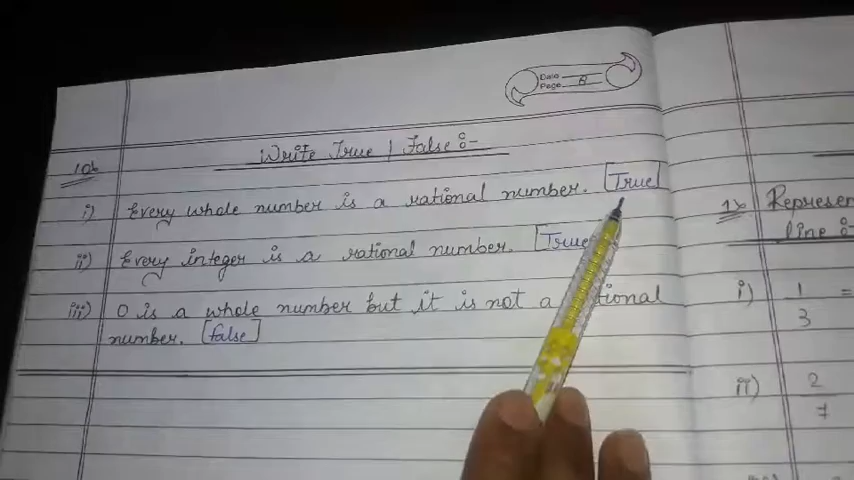 Date
Page 8
10) Write True / False :-
i) Every whole number is a rational number. [True]
ii) Every integer is a rational number. [True
iii) 0 is a whole number but it is not a tional
number. [false]
1) Represen
line :-
i) 1 =
3
ii) 2
7